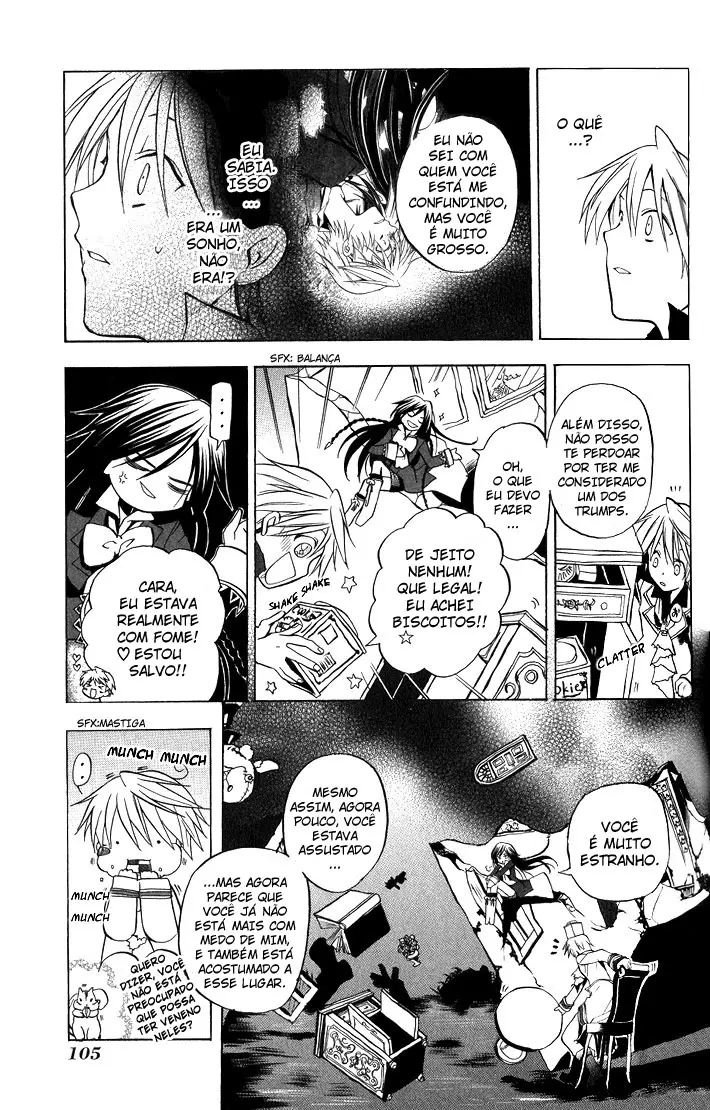 O QUÊ
...?
EU NÃO
SEI COM
QUEM VOCÊ
ESTÁ ME
CONFUNDINDO,
MAS VOCÊ
É MUITO
GROSSO.
EU
SABIA.
ISSO
...
...
ERA UM
SONHO,
NÃO
ERA!?
ALÉM DISSO,
NÃO POSSO
TE PERDOAR
POR TER ME
CONSIDERADO
UM DOS
TRUMPS.
CLATTER
OOKIE
SFX: BALANÇA
OH,
O QUE
EU DEVO
FAZER
...
DE JEITO
NENHUM!
QUE LEGAL!
EU ACHEI
BISCOITOS!!
SHAKE SHAKE
...
CARA,
EU ESTAVA
REALMENTE
COM FOME!
♡ ESTOU
SALVO!!
VOCÊ
É MUITO
ESTRANHO.
MESMO
ASSIM, AGORA
POUCO, VOCÊ
ESTAVA
ASSUSTADO
...
...MAS AGORA
PARECE QUE
VOCÊ JÁ NÃO
ESTÁ MAIS COM
MEDO DE MIM,
E TAMBÉM ESTÁ
ACOSTUMADO A
ESSE LUGAR.
SFX:MASTIGA
...
MUNCH MUNCH
MUNCH
MUNCH
QUERO
DIZER, VOCÊ
NÃO ESTÁ
PREOCUPADO
QUE POSSA
TER VENENO
NELES?
105